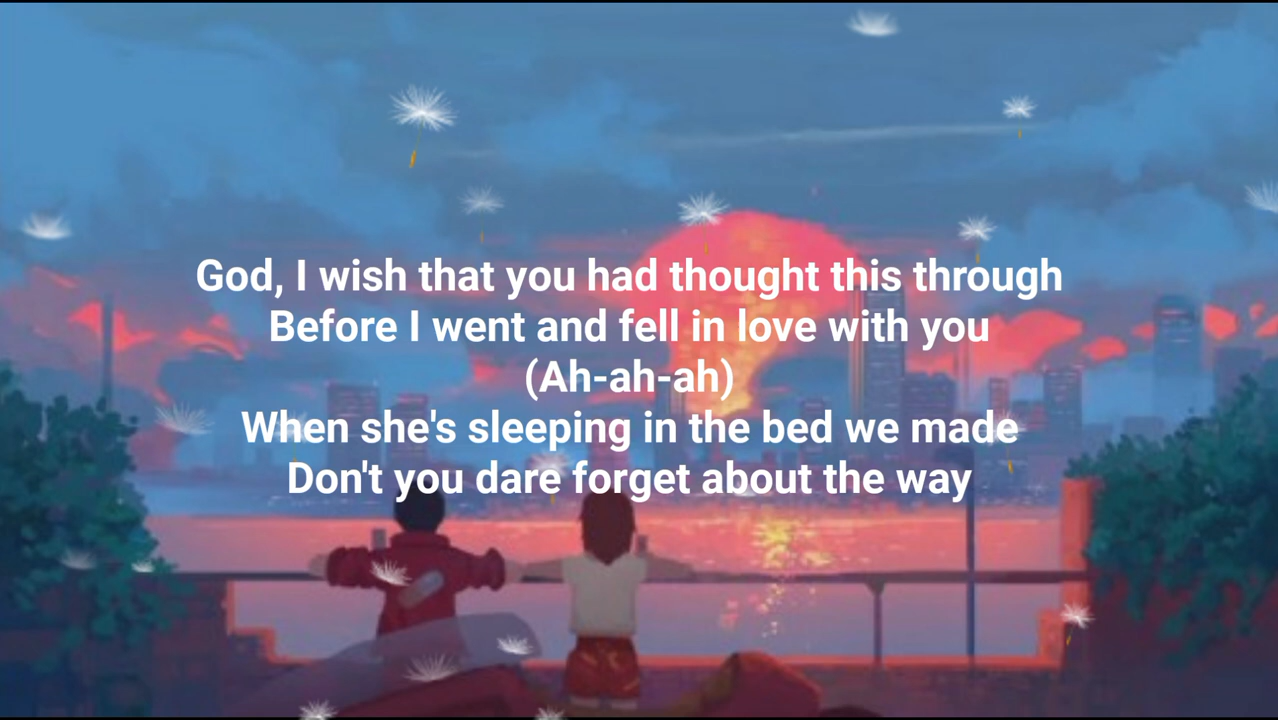 God, I wish that you had thought this through
Before I went and fell in love with you
(Ah-ah-ah)
When she's sleeping in the bed we made
Don't you dare forget about the way